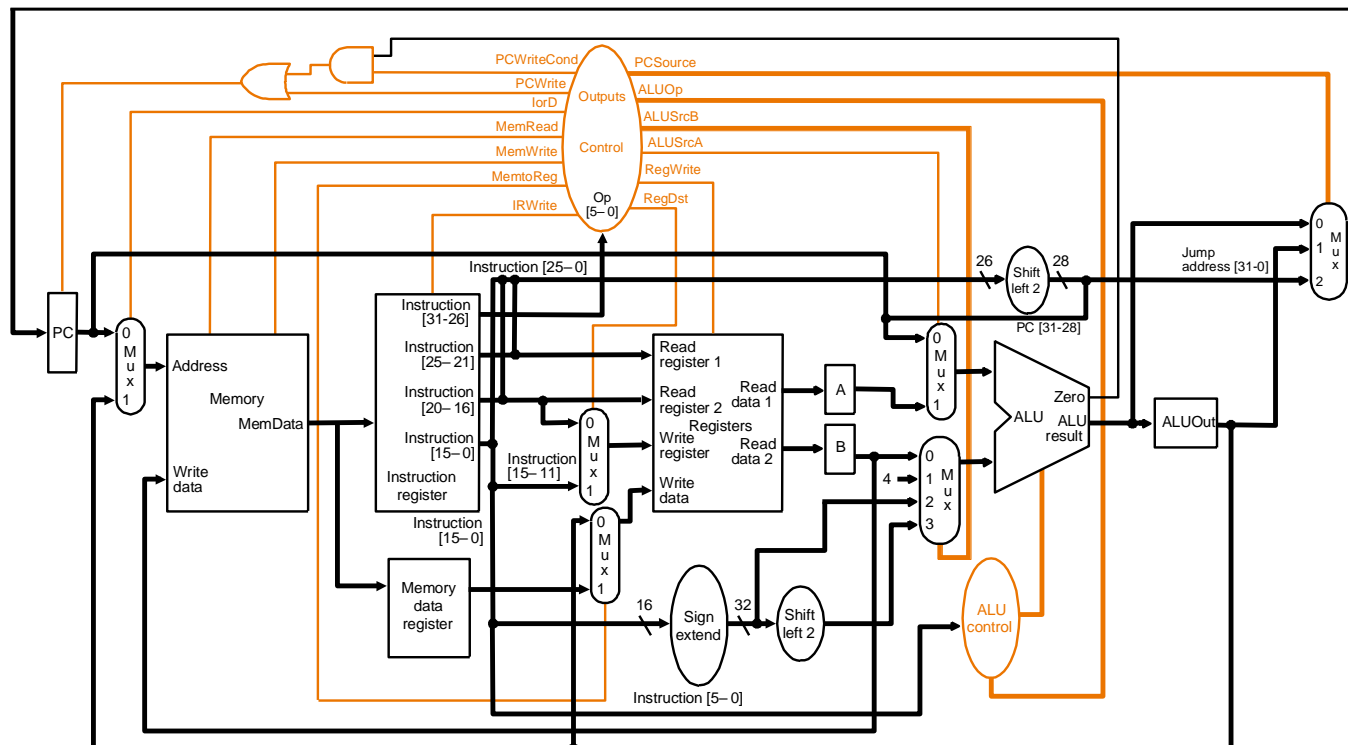 PCWriteCond
PCSource
PCWrite
Outputs
ALUOp
IorD
ALUSrcB
MemRead
Control
ALUSrcA
MemWrite
RegWrite
MemtoReg
Op
[5–0]
RegDst
IRWrite
Instruction [25–0]
26
Shift
left 2
28
Jump
address [31-0]
0
1
2
M
u
x
PC
PC [31-28]
0
M
u
x
1
Address
Memory
MemData
Write
data
Instruction
[31-26]
Instruction
[25–21]
Instruction
[20–16]
Instruction
[15–0]
Instruction
register
Instruction
[15–11]
0
M
u
x
1
Read
register 1
Read
register 2
Registers
Write
register
Write
data
Read
data 1
Read
data 2
A
B
0
M
u
x
1
4
0
1
2
3
M
u
x
Zero
ALU
ALU
result
ALUOut
Instruction
[15–0]
0
M
u
x
1
Memory
data
register
16
Sign
extend
32
Shift
left 2
ALU
control
Instruction [5–0]